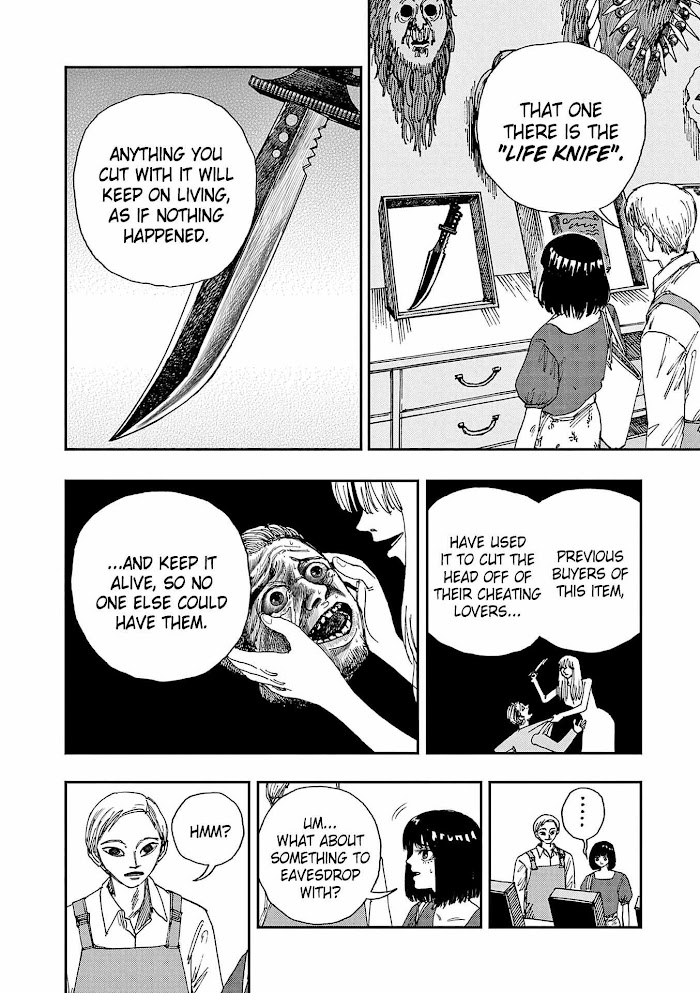 THAT ONE
THERE IS THE
"LIFE KNIFE".
ANYTHING YOU
CUT WITH IT WILL
KEEP ON LIVING,
AS IF NOTHING
HAPPENED.
PREVIOUS
BUYERS OF
THIS ITEM,
HAVE USED
IT TO CUT THE
HEAD OFF OF
THEIR CHEATING
LOVERS...
...AND KEEP IT
ALIVE, SO NO
ONE ELSE COULD
HAVE THEM.
...
UM...
WHAT ABOUT
SOMETHING TO
EAVESDROP
WITH?
HMM?